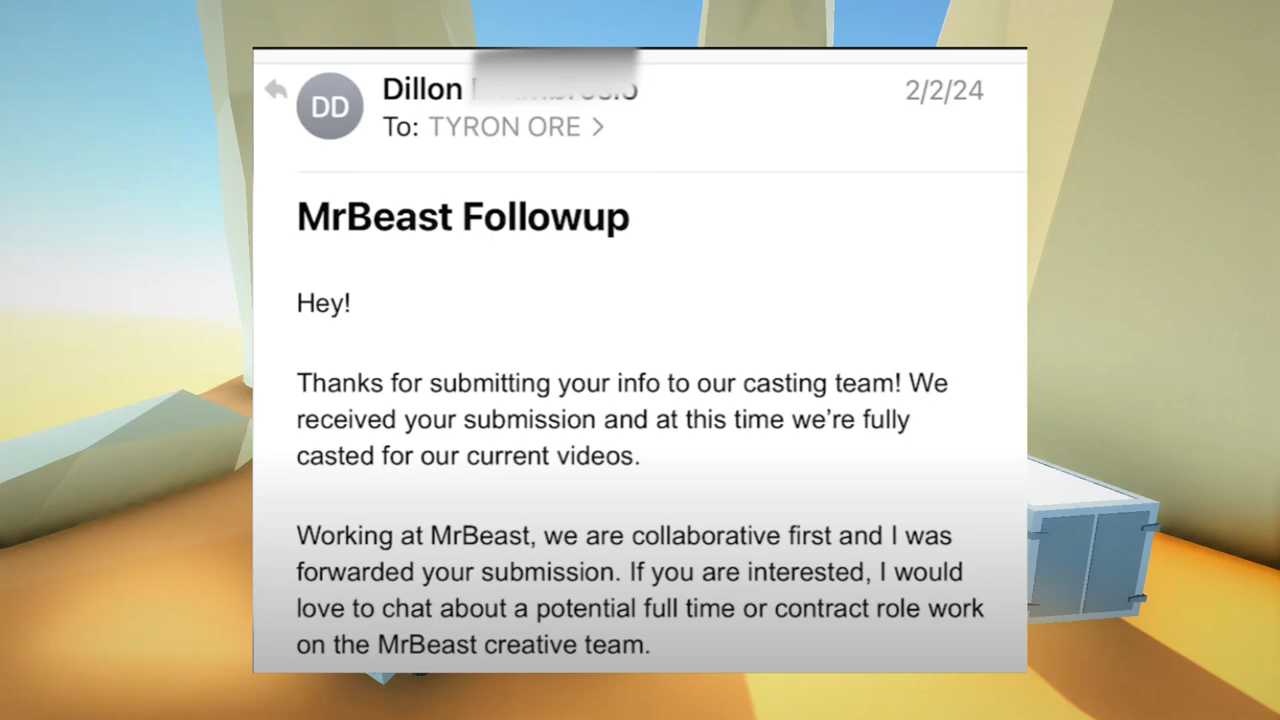 DD
Dillon
2/2/24
To: TYRON ORE >
MrBeast Followup
Hey!
Thanks for submitting your info to our casting team! We
received your submission and at this time we're fully
casted for our current videos.
Working at MrBeast, we are collaborative first and I was
forwarded your submission. If you are interested, I would
love to chat about a potential full time or contract role work
on the MrBeast creative team.